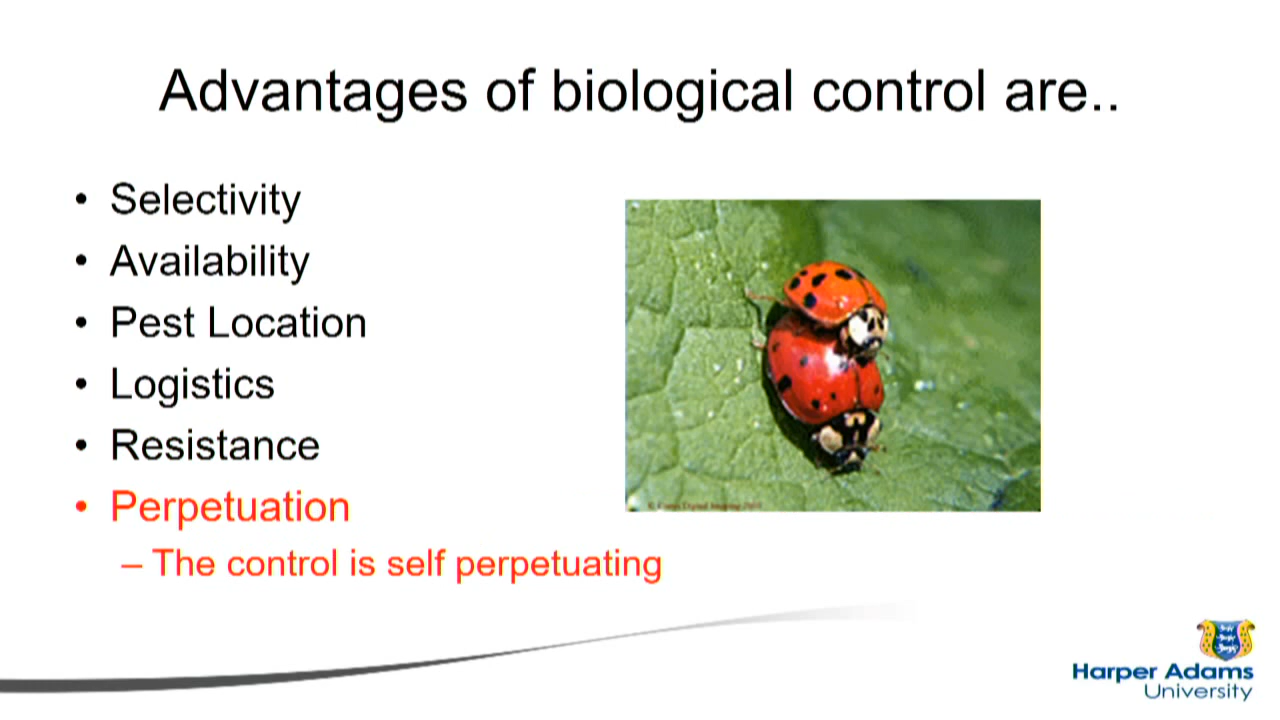 Advantages of biological control are..
• Selectivity
• Availability
• Pest Location
• Logistics
• Resistance
• Perpetuation
– The control is self perpetuating
Harper Adams
University